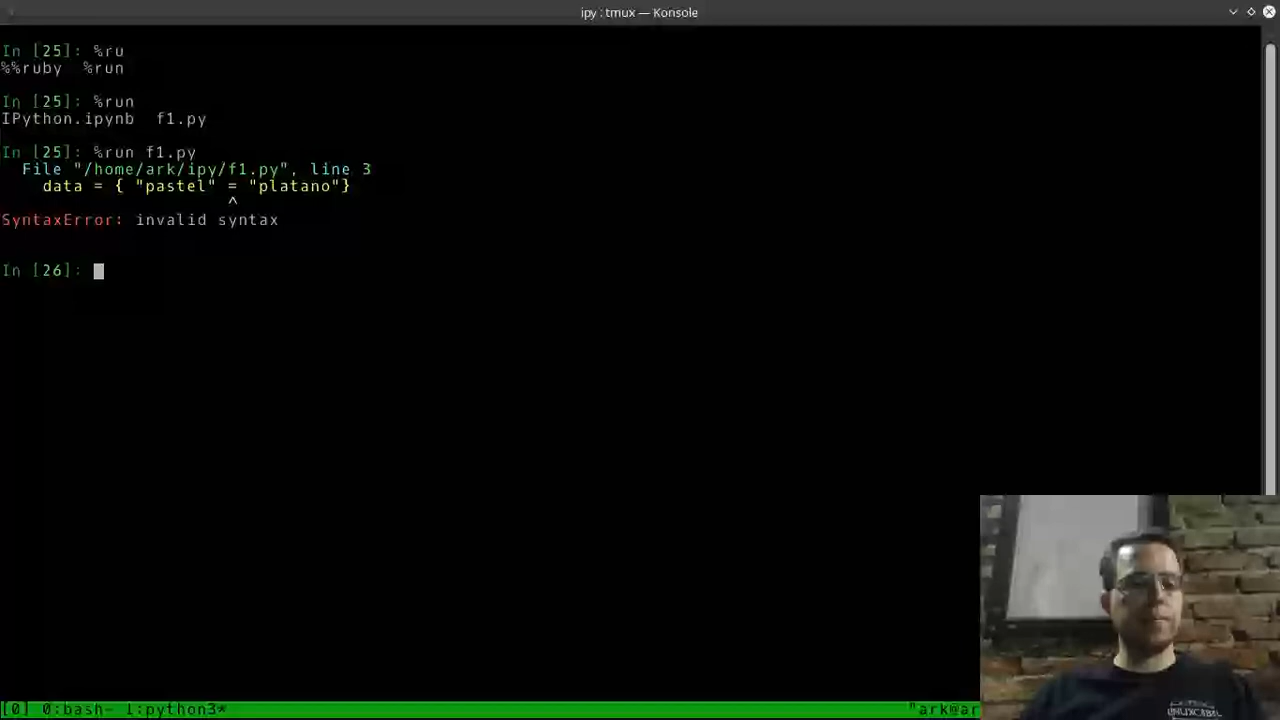 ipy : tmux — Konsole
In [25]: %ru
%%ruby  %run
In [25]: %run
IPython.ipynb  f1.py
In [25]: %run f1.py
  File "/home/ark/ipy/f1.py", line 3
    data = { "pastel" = "platano"}
                      ^
SyntaxError: invalid syntax
In [26]:
[0] 0:bash- 1:python3*
"ark@ar